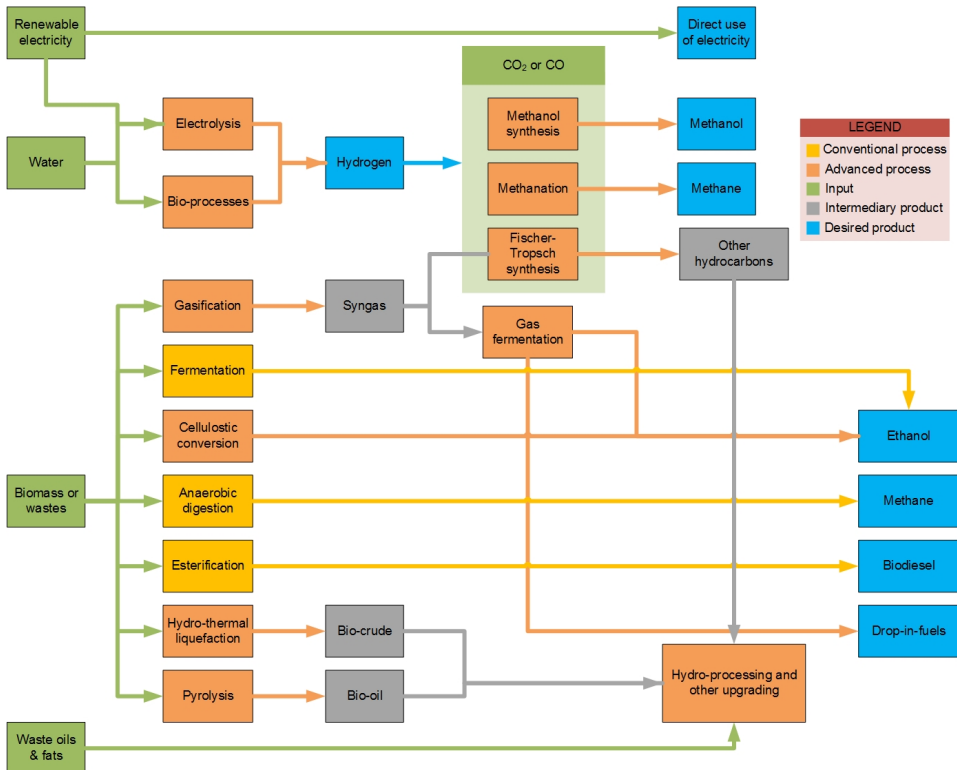 Renewable
electricity
Direct use
of electricity
CO₂ or CO
Electrolysis
Methanol
synthesis
Methanol
LEGEND
Conventional process
Advanced process
Input
Intermediary product
Desired product
Water
Hydrogen
Bio-processes
Methanation
Methane
Fischer-
Tropsch
synthesis
Other
hydrocarbons
Gasification
Syngas
Gas
fermentation
Fermentation
Cellulostic
conversion
Ethanol
Biomass or
wastes
Anaerobic
digestion
Methane
Esterification
Biodiesel
Hydro-thermal
liquefaction
Bio-crude
Drop-in-fuels
Pyrolysis
Bio-oil
Hydro-processing and
other upgrading
Waste oils
& fats